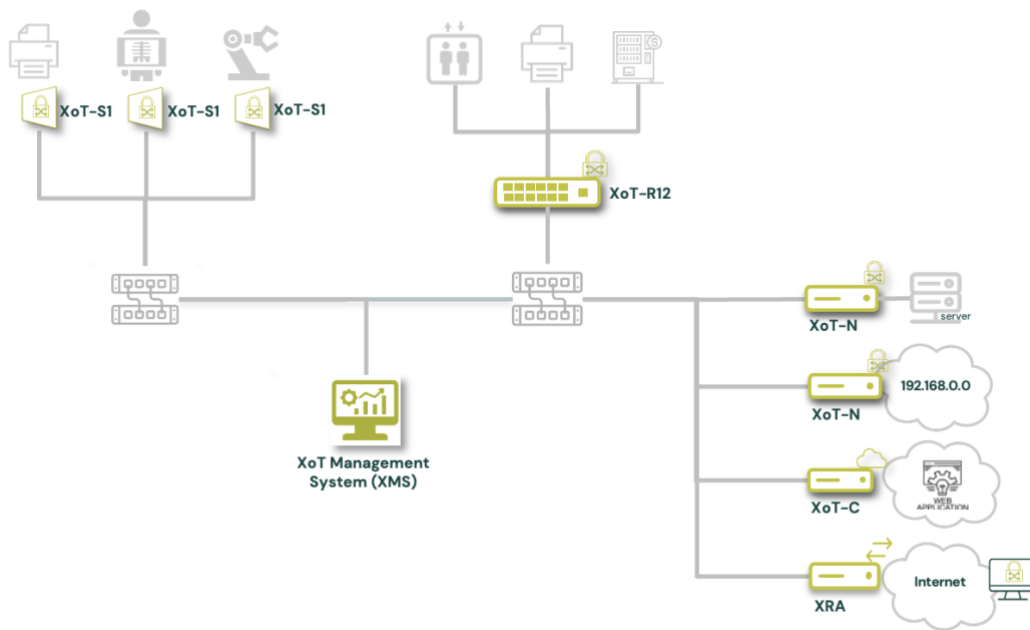 XoT-S1
XoT-S1
XoT-S1
XoT-R12
server
XoT-N
192.168.0.0
XoT-N
XoT Management
System (XMS)
WEB
APPLICATION
XoT-C
Internet
XRA